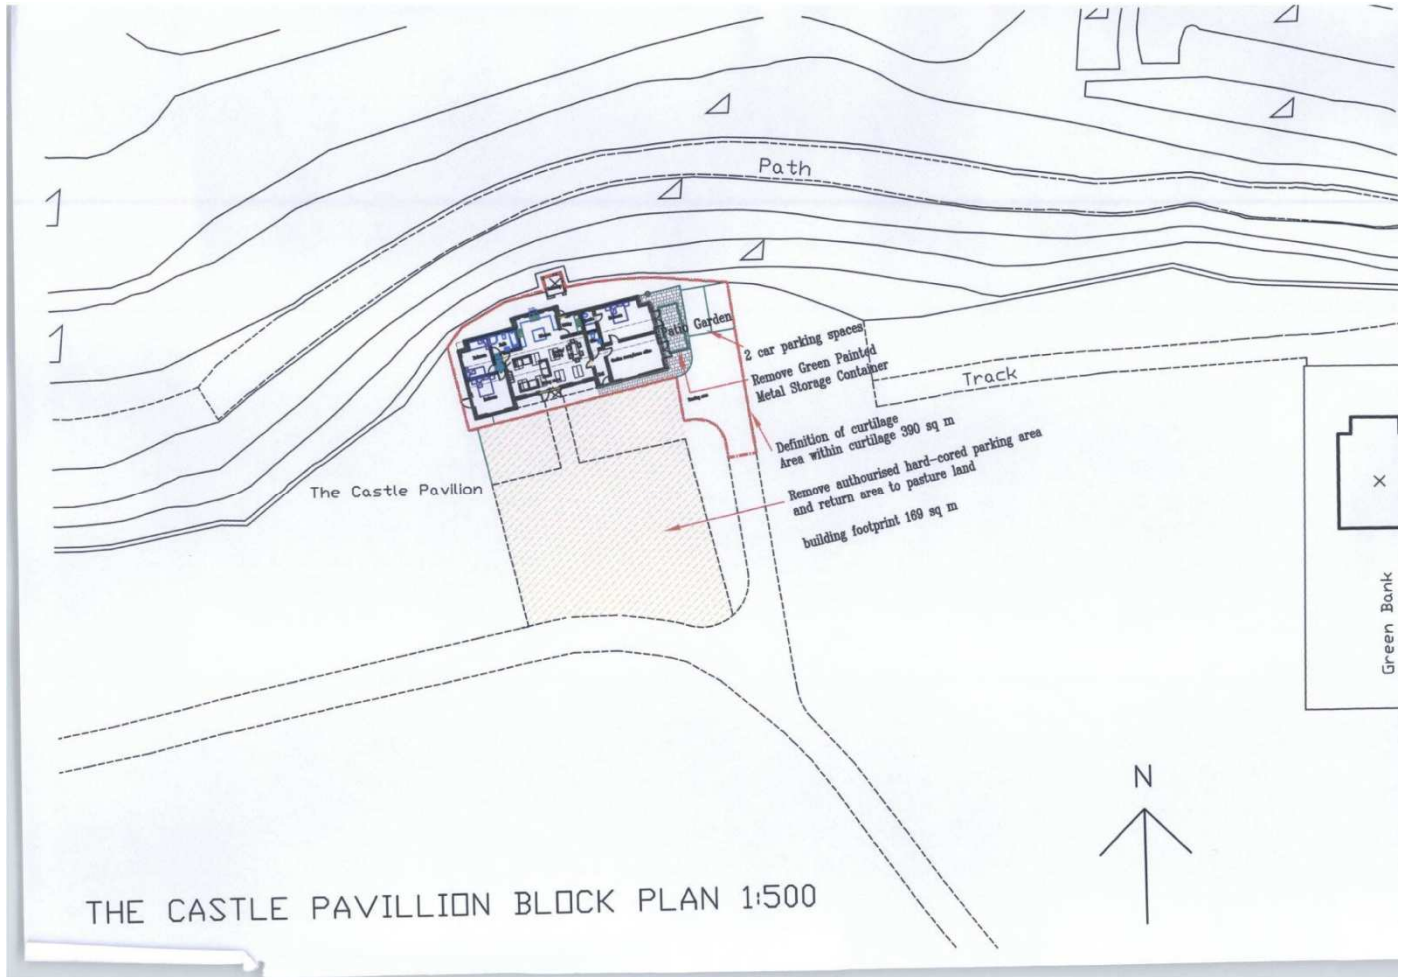 Path
Patio Garden
2 car parking spaces
Remove Green Painted
Metal Storage Container
Track
Definition of curtilage
Area within curtilage 390 sq m
Remove authourised hard-cored parking area
and return area to pasture land
building footprint 169 sq m
The Castle Pavilion
Green Bank
N
THE CASTLE PAVILLION BLOCK PLAN 1:500